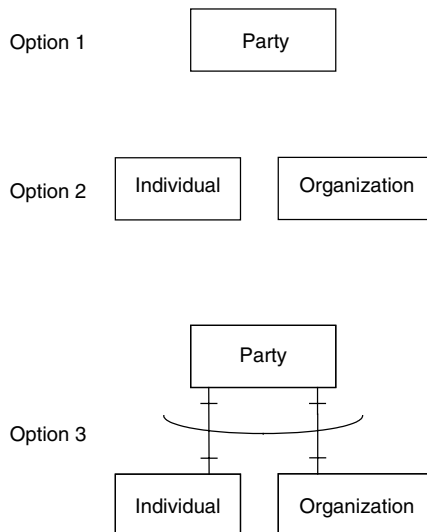 Option 1
Party
Option 2
Individual
Organization
Party
Option 3
Individual
Organization